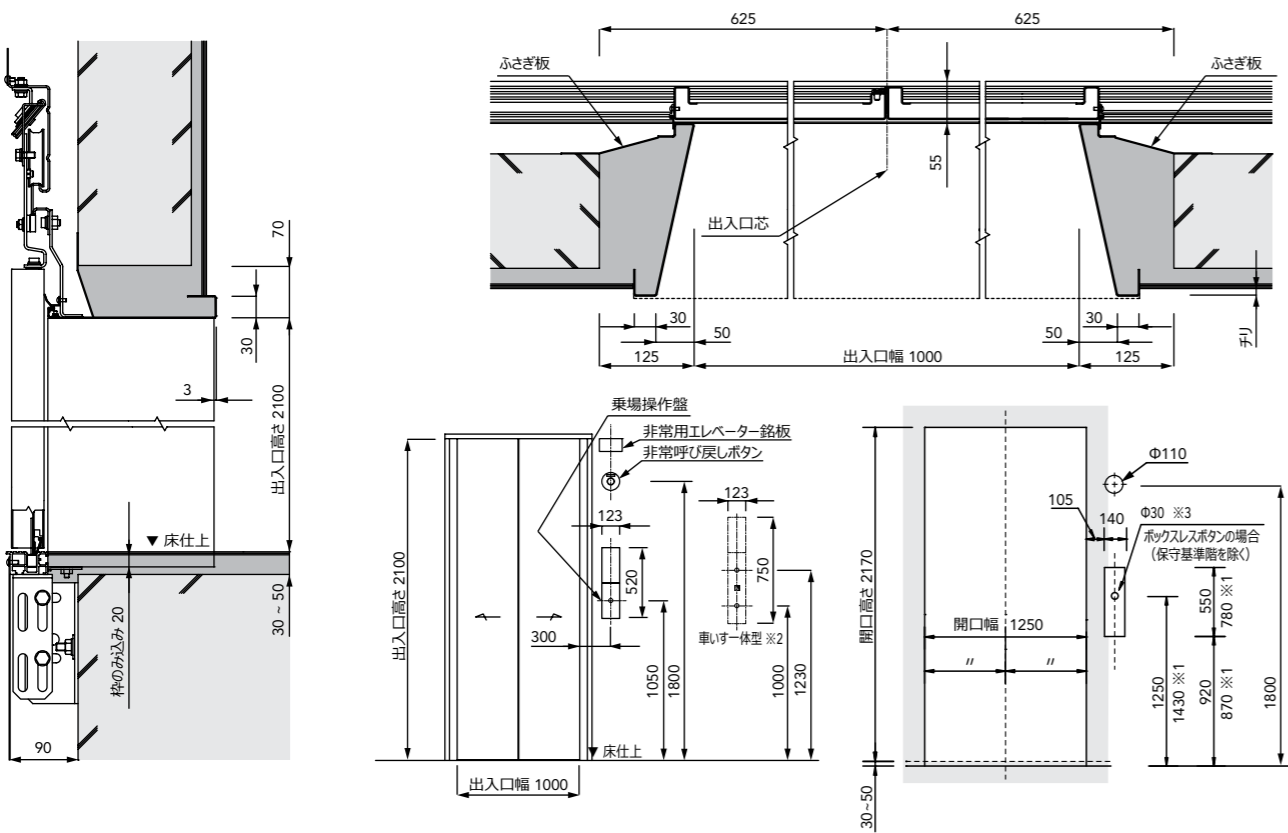 70
30
3
出入口高さ 2100
▼ 床仕上
枠のみ込み 20
30 ~ 50
90
625
625
ふさぎ板
ふさぎ板
55
出入口芯
チリ
30
50
125
出入口幅 1000
50
30
125
乗場操作盤
非常用エレベーター銘板
非常呼び戻しボタン
123
123
出入口高さ 2100
520
750
車いす一体型 ※2
300
1050
1800
1000
1230
▼ 床仕上
出入口幅 1000
開口高さ 2170
開口幅 1250
〃
〃
105
Φ110
140
Φ30 ※3
ボックスレスボタンの場合
(保守基準階を除く)
550
780 ※1
1250
1430 ※1
920
870 ※1
1800
30~50